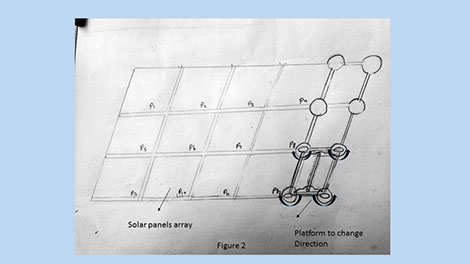 P1 P2 P3 P4
P5 P6 P7 P8
P9 P10 P11 P12
Solar panels array
Platform to change
Direction
Figure 2